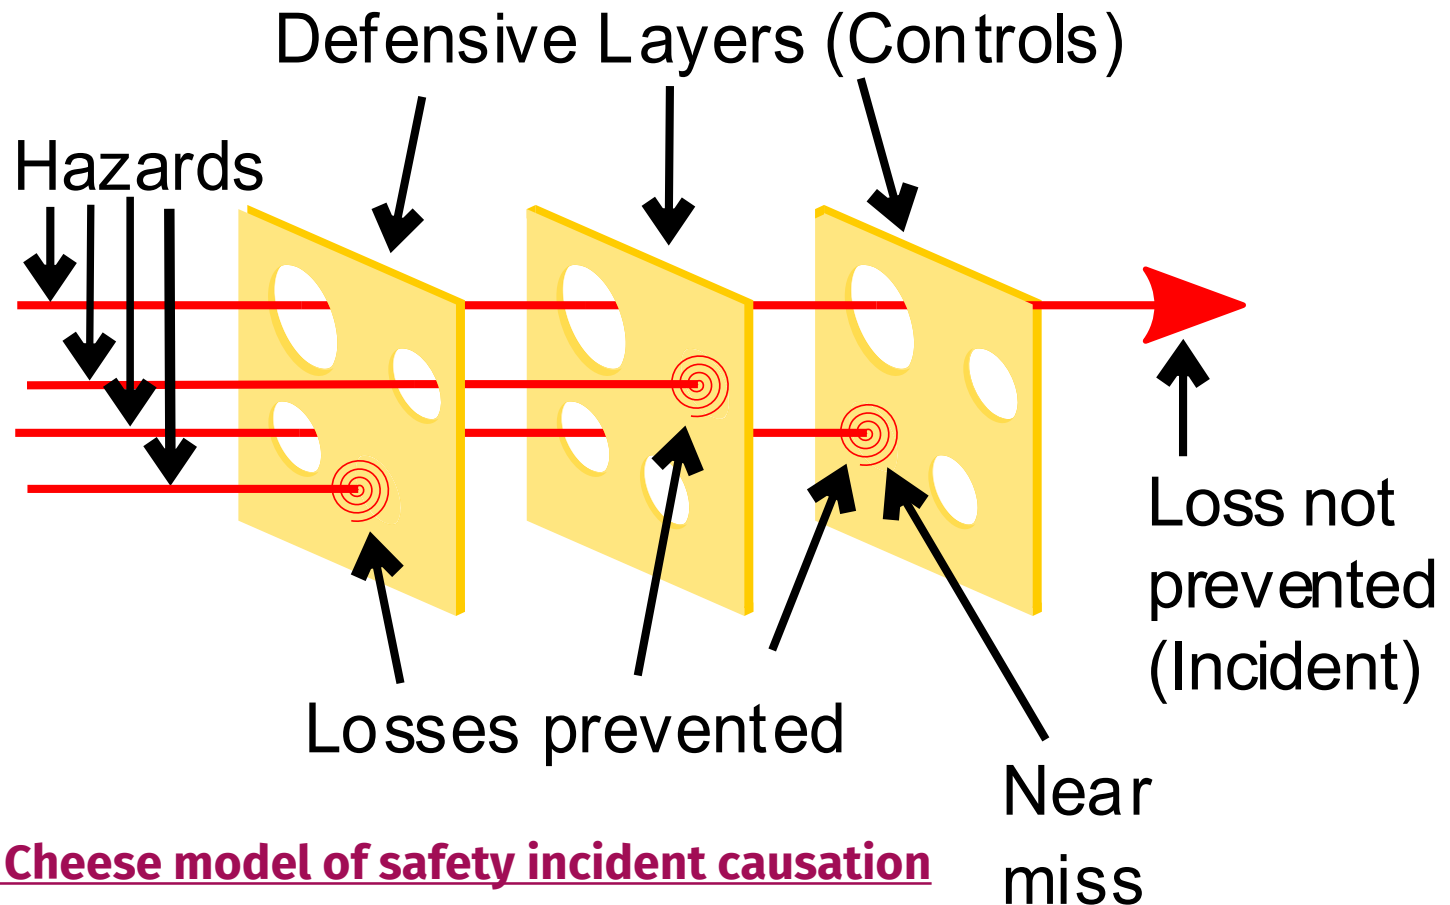 Defensive Layers (Controls)
Hazards
Loss not
prevented
(Incident)
Losses prevented
Near
miss
Cheese model of safety incident causation